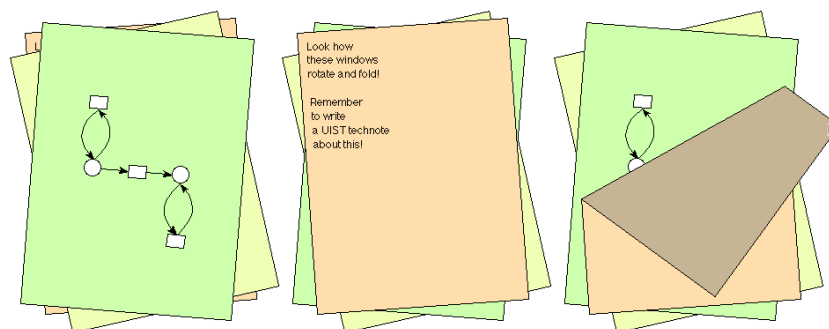 Look how
these windows
rotate and fold!
Remember
to write
a UIST technote
about this!